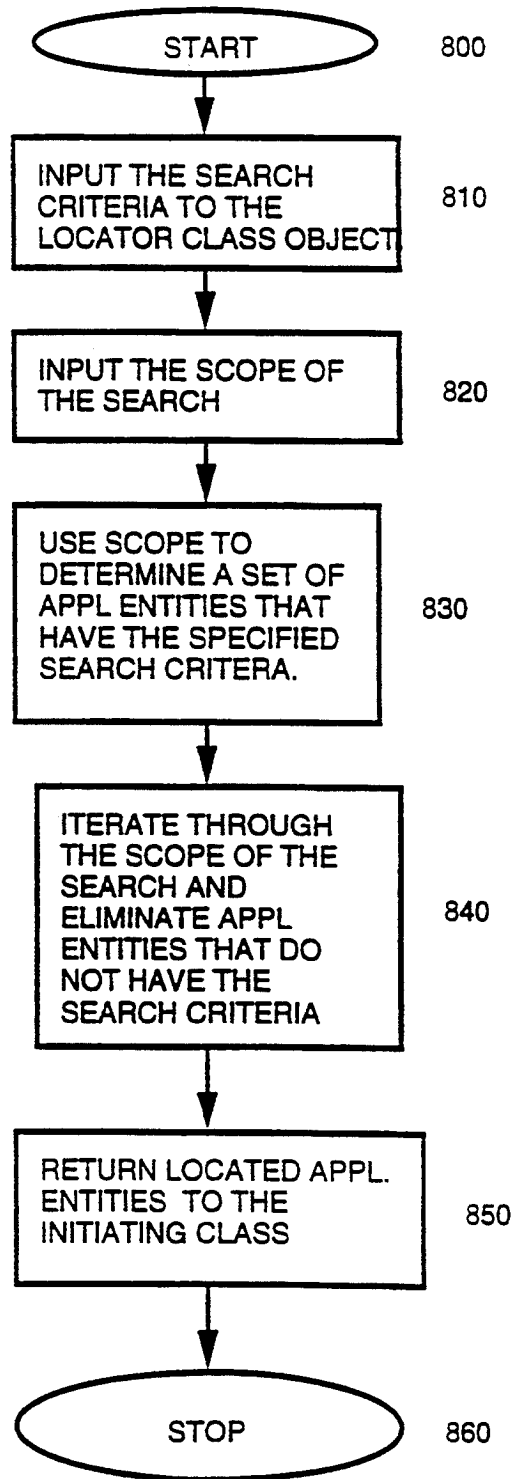 START 800
INPUT THE SEARCH
CRITERIA TO THE
LOCATOR CLASS OBJECT.
810
INPUT THE SCOPE OF
THE SEARCH
820
USE SCOPE TO
DETERMINE A SET OF
APPL ENTITIES THAT
HAVE THE SPECIFIED
SEARCH CRITERA.
830
ITERATE THROUGH
THE SCOPE OF THE
SEARCH AND
ELIMINATE APPL
ENTITIES THAT DO
NOT HAVE THE
SEARCH CRITERIA
840
RETURN LOCATED APPL.
ENTITIES TO THE
INITIATING CLASS
850
STOP 860